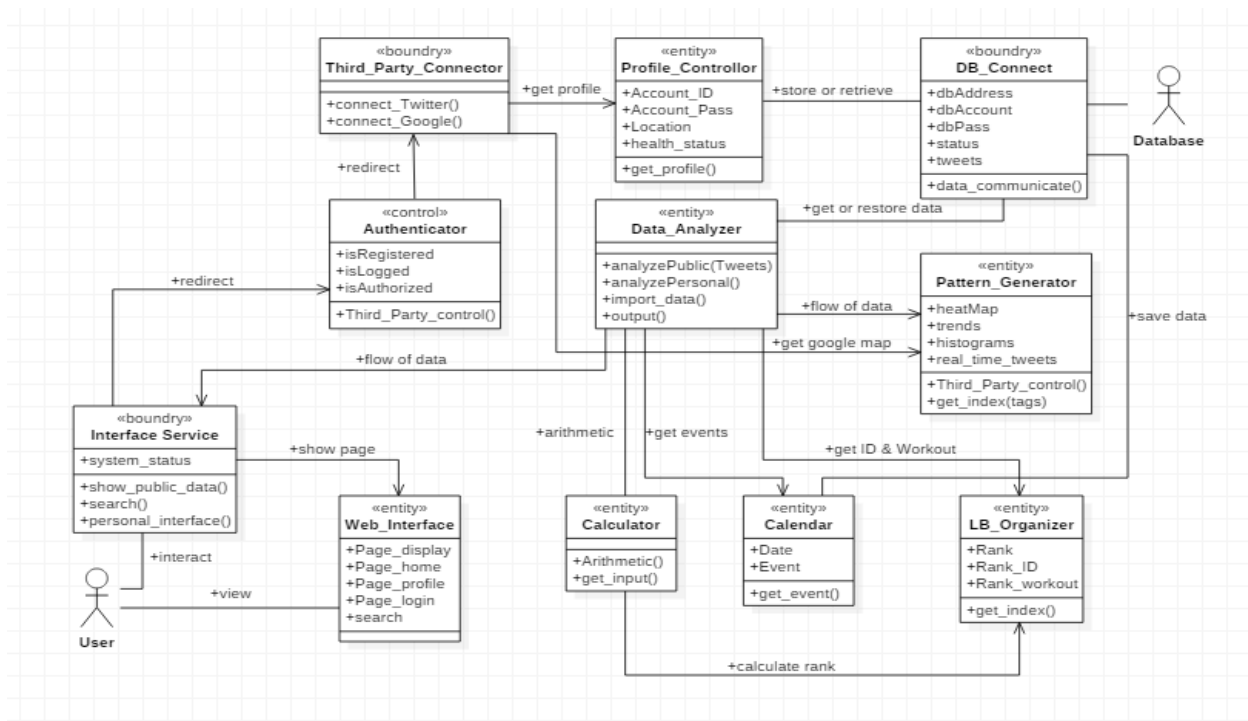 «boundry»
Third_Party_Connector
+connect_Twitter()
+connect_Google()
+get profile
«entity»
Profile_Controllor
+Account_ID
+Account_Pass
+Location
+health_status
+get_profile()
+store or retrieve
«boundry»
DB_Connect
+dbAddress
+dbAccount
+dbPass
+status
+tweets
+data_communicate()
Database
+redirect
«control»
Authenticator
+isRegistered
+isLogged
+isAuthorized
+Third_Party_control()
+redirect
«entity»
Data_Analyzer
+analyzePublic(Tweets)
+analyzePersonal()
+import_data()
+output()
+get or restore data
+flow of data
+get google map
«entity»
Pattern_Generator
+heatMap
+trends
+histograms
+real_time_tweets
+Third_Party_control()
+get_index(tags)
+save data
+flow of data
«boundry»
Interface Service
+system_status
+show_public_data()
+search()
+personal_interface()
+show page
+arithmetic
+get events
+get ID & Workout
«entity»
Web_Interface
+Page_display
+Page_home
+Page_profile
+Page_login
+search
«entity»
Calculator
+Arithmetic()
+get_input()
«entity»
Calendar
+Date
+Event
+get_event()
«entity»
LB_Organizer
+Rank
+Rank_ID
+Rank_workout
+get_index()
+interact
+view
User
+calculate rank